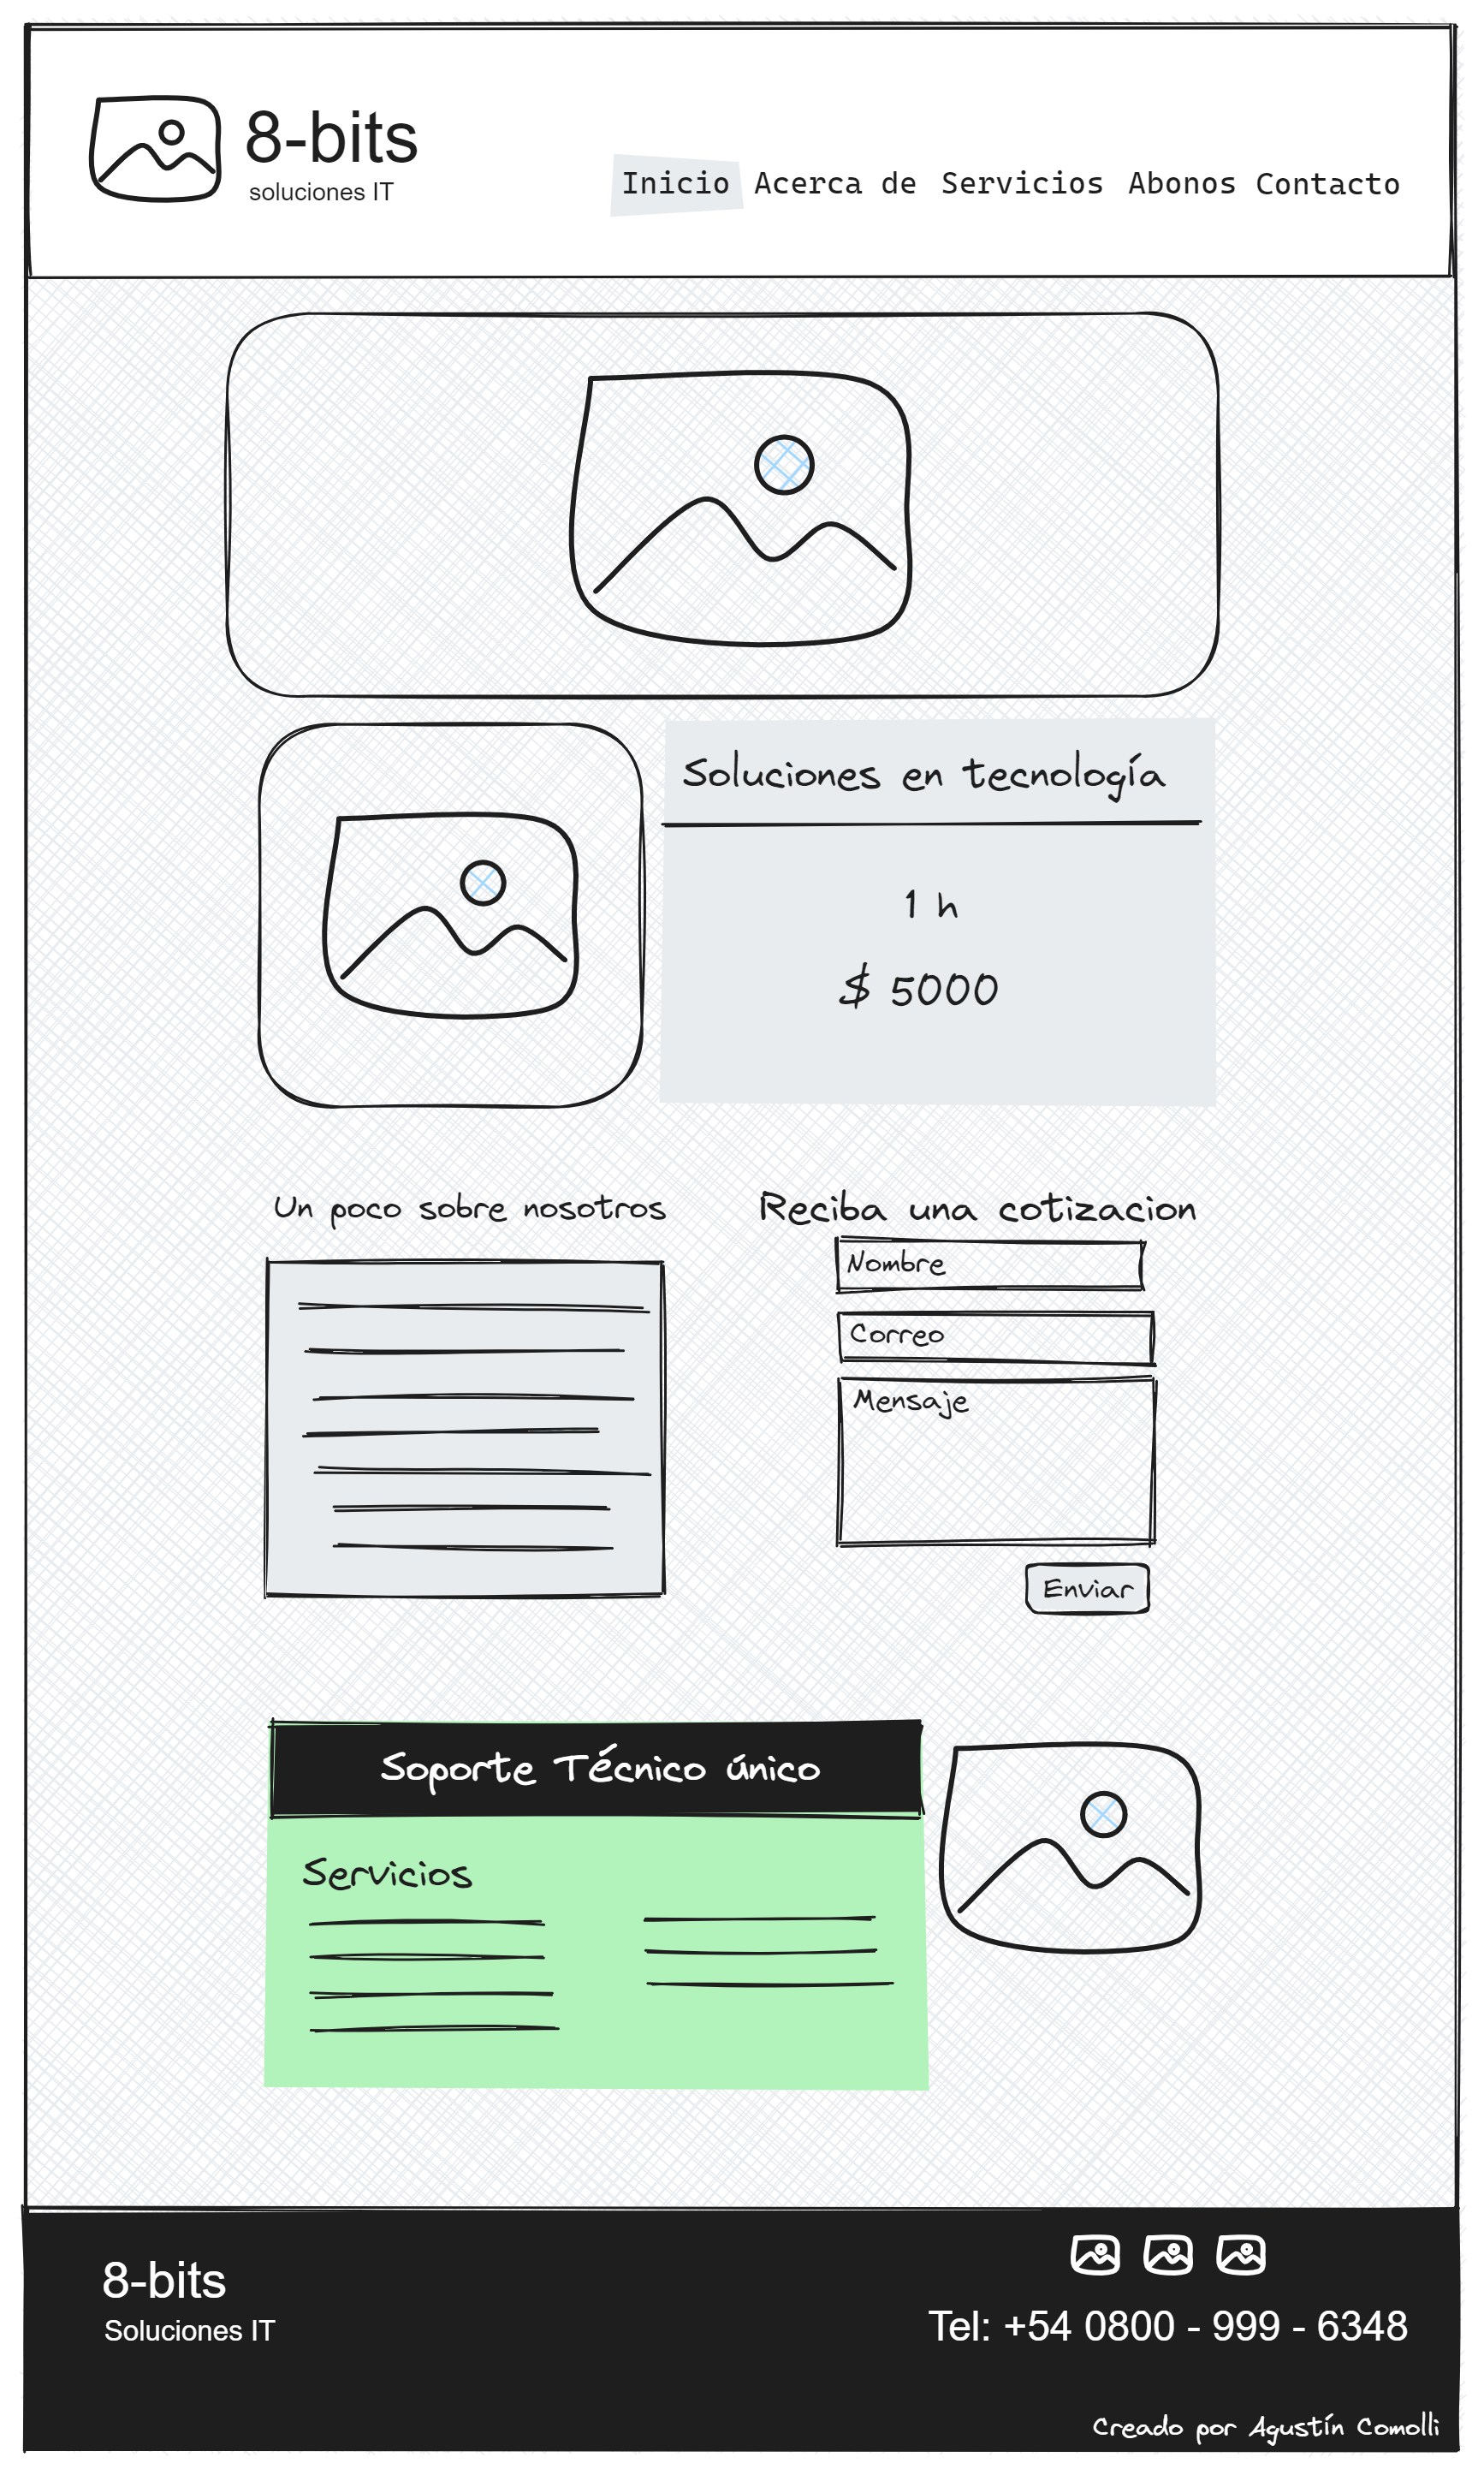 8-bits
soluciones IT
Inicio Acerca de Servicios Abonos Contacto
Soluciones en tecnología
1 h
$ 5000
Un poco sobre nosotros
Reciba una cotizacion
Nombre
Correo
Mensaje
Enviar
Soporte Técnico único
Servicios
8-bits
Soluciones IT
Tel: +54 0800 - 999 - 6348
Creado por Agustín Comolli